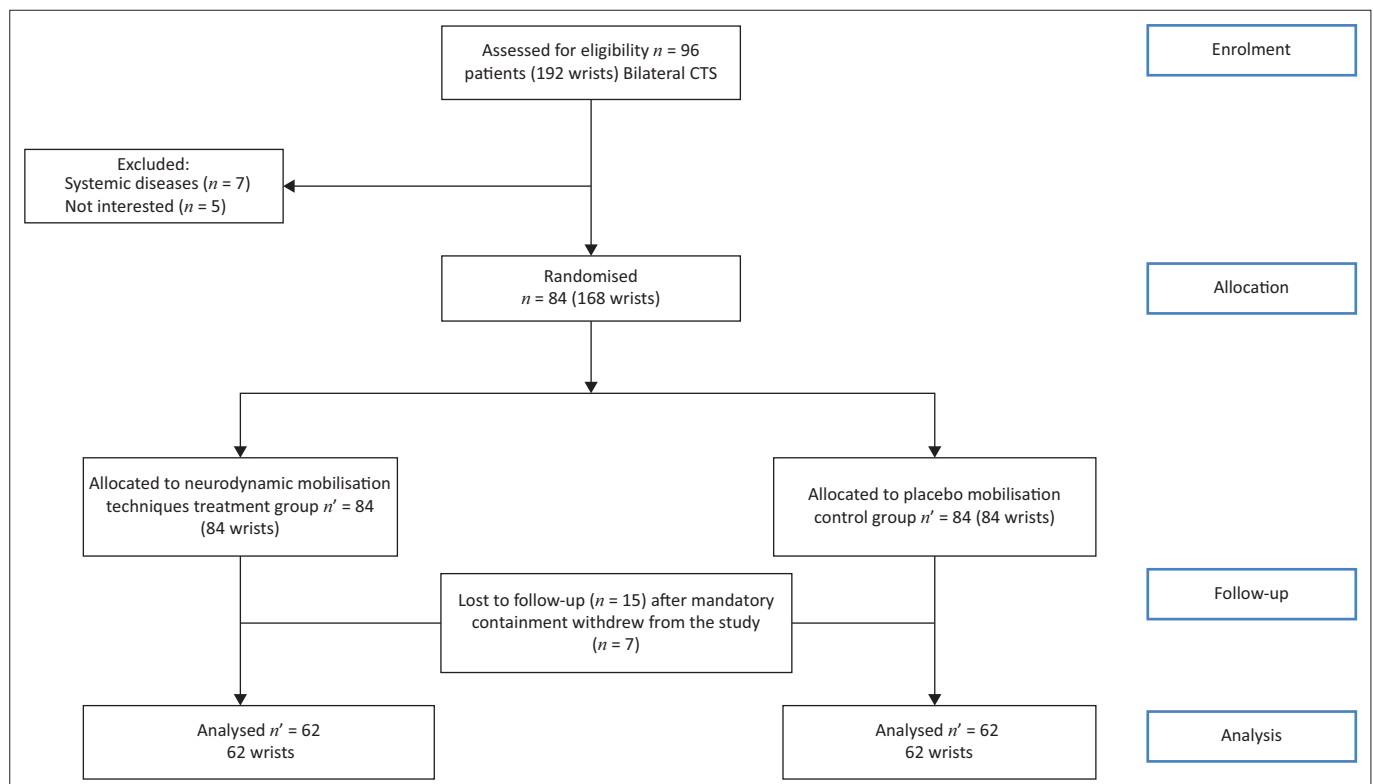 Assessed for eligibility n = 96
patients (192 wrists) Bilateral CTS
Enrolment
Excluded:
Systemic diseases (n = 7)
Not interested (n = 5)
Randomised
n = 84 (168 wrists)
Allocation
Allocated to neurodynamic mobilisation
techniques treatment group n' = 84
(84 wrists)
Allocated to placebo mobilisation
control group n' = 84 (84 wrists)
Lost to follow-up (n = 15) after mandatory
containment withdrew from the study
(n = 7)
Follow-up
Analysed n' = 62
62 wrists
Analysed n' = 62
62 wrists
Analysis